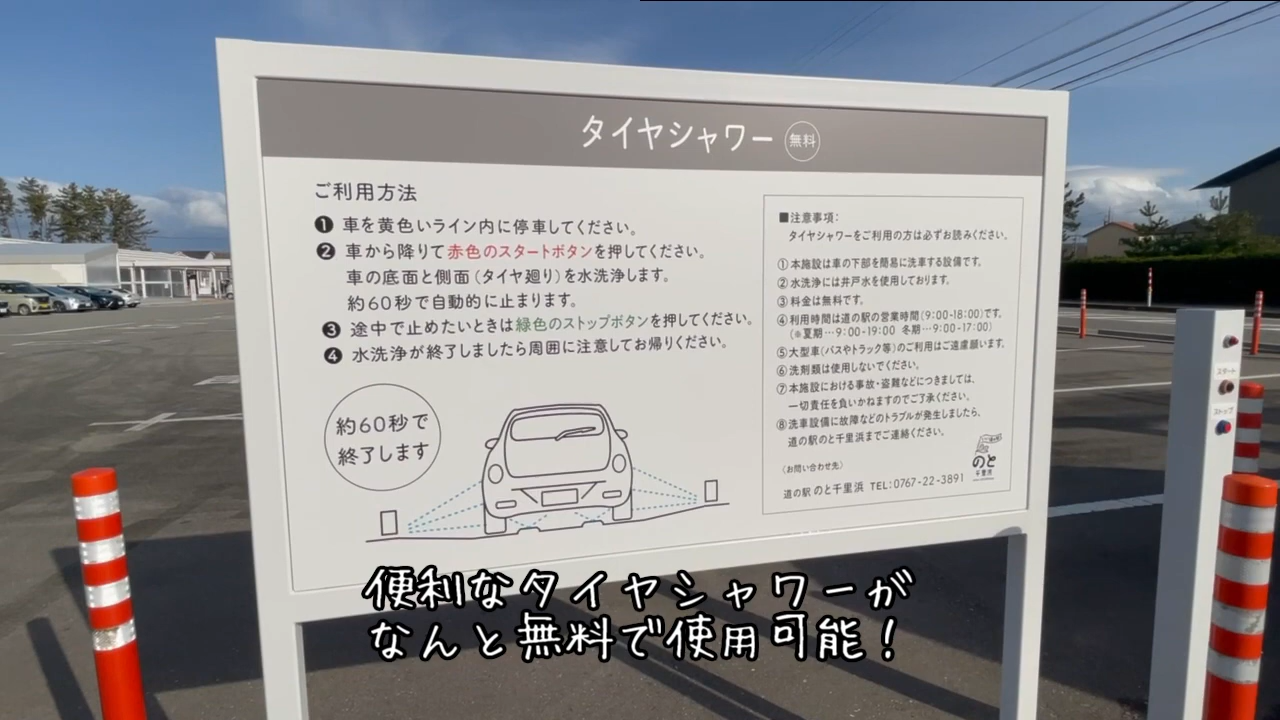 タイヤシャワー 無料
ご利用方法
❶ 車を黄色いライン内に停車してください。
❷ 車から降りて赤色のスタートボタンを押してください。
車の底面と側面(タイヤ廻り)を水洗浄します。
約60秒で自動的に止まります。
❸ 途中で止めたいときは緑色のストップボタンを押してください。
❹ 水洗浄が終了しましたら周囲に注意してお帰りください。
約60秒で
終了します
■注意事項:
タイヤシャワーをご利用の方は必ずお読みください。
①本施設は車の下部を簡易に洗車する設備です。
②水洗浄には井戸水を使用しております。
③料金は無料です。
④利用時間は道の駅の営業時間(9:00-18:00)です。
(※夏期…9:00-19:00 冬期…9:00-17:00)
⑤大型車(バスやトラック等)のご利用はご遠慮願います。
⑥洗剤類は使用しないでください。
⑦本施設における事故・盗難などにつきましては、
一切責任を負いかねますのでご了承ください。
⑧洗車設備に故障などのトラブルが発生しましたら、
道の駅のと千里浜までご連絡ください。
〈お問い合わせ先〉
道の駅 のと千里浜 TEL:0767-22-3891
のと
千里浜
スタート
ストップ
便利なタイヤシャワーが
なんと無料で使用可能!